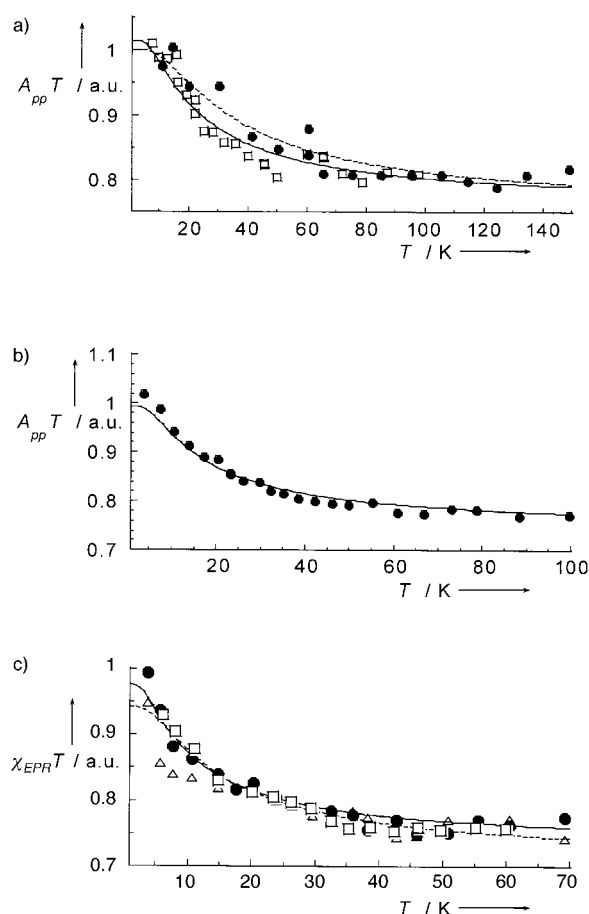 a)
1
0.9
0.8
A_pp T / a.u.
20 40 60 80 100 120 140
T / K
b)
1.1
1
0.9
0.8
0.7
A_pp T / a.u.
20 40 60 80 100
T / K
c)
1
0.9
0.8
0.7
χ_EPR T / a.u.
10 20 30 40 50 60 70
T / K